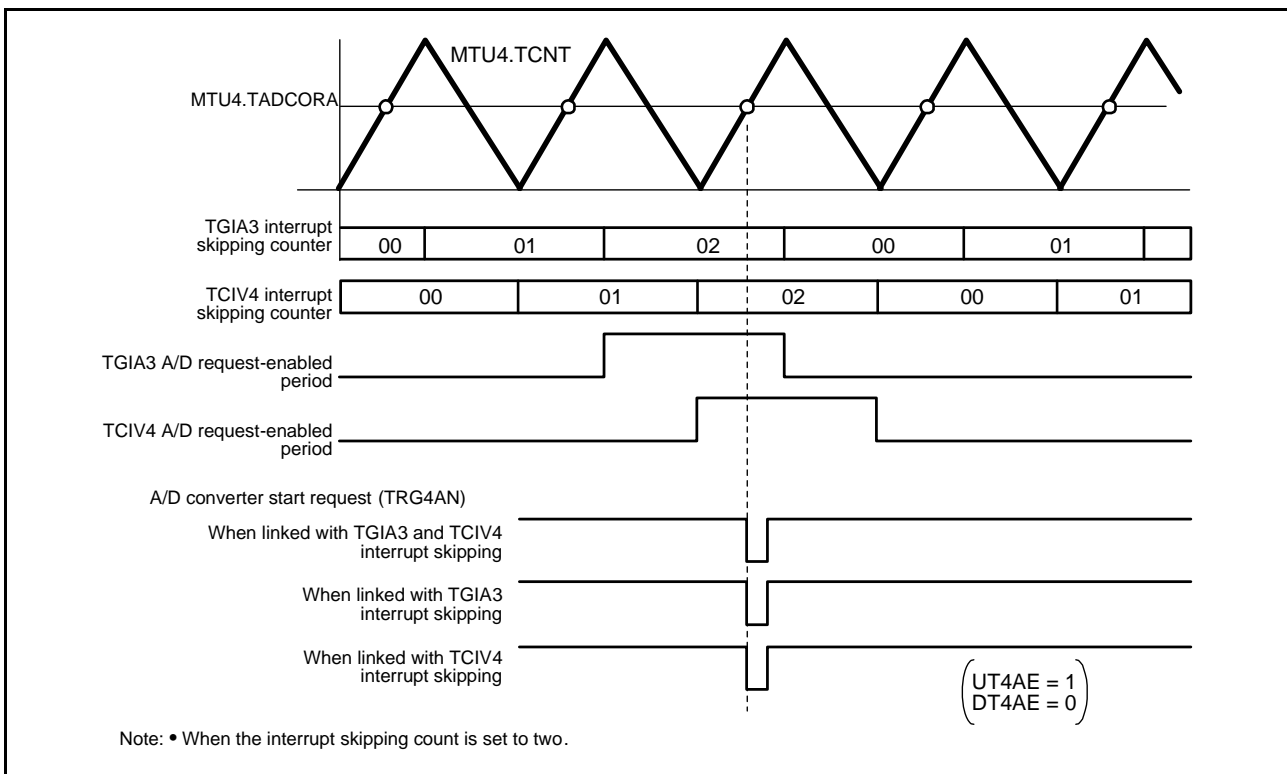 MTU4.TCNT
MTU4.TADCORA
TGIA3 interrupt
skipping counter
00 01 02 00 01
TCIV4 interrupt
skipping counter
00 01 02 00 01
TGIA3 A/D request-enabled
period
TCIV4 A/D request-enabled
period
A/D converter start request (TRG4AN)
When linked with TGIA3 and TCIV4
interrupt skipping
When linked with TGIA3
interrupt skipping
When linked with TCIV4
interrupt skipping
UT4AE = 1
DT4AE = 0
Note: • When the interrupt skipping count is set to two.